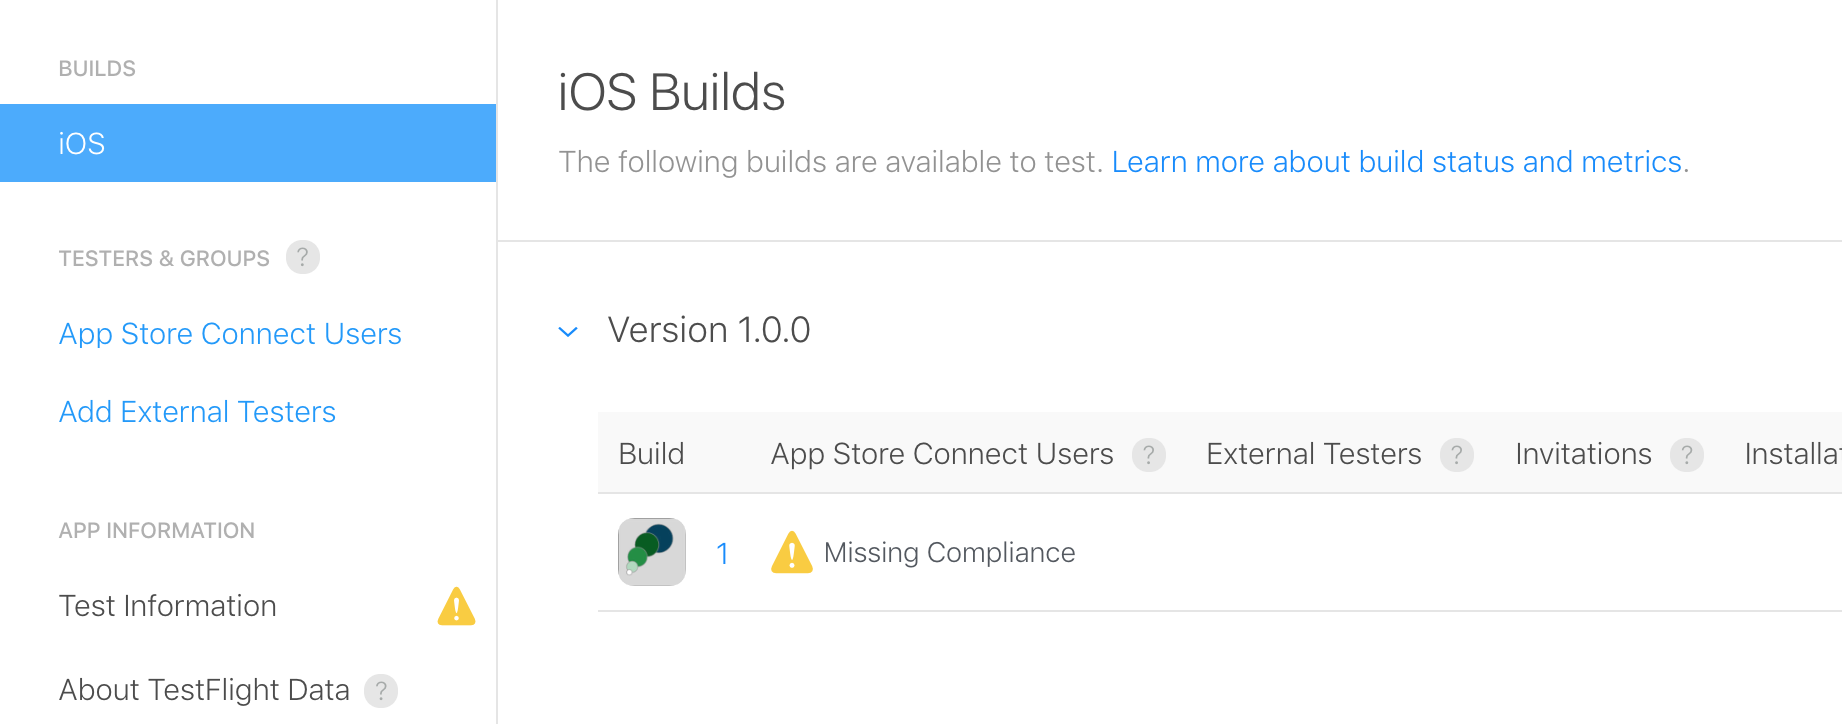 BUILDS
iOS
TESTERS & GROUPS ?
App Store Connect Users
Add External Testers
APP INFORMATION
Test Information
About TestFlight Data ?
iOS Builds
The following builds are available to test. Learn more about build status and metrics.
Version 1.0.0
Build App Store Connect Users ? External Testers ? Invitations ? Installa
1 Missing Compliance